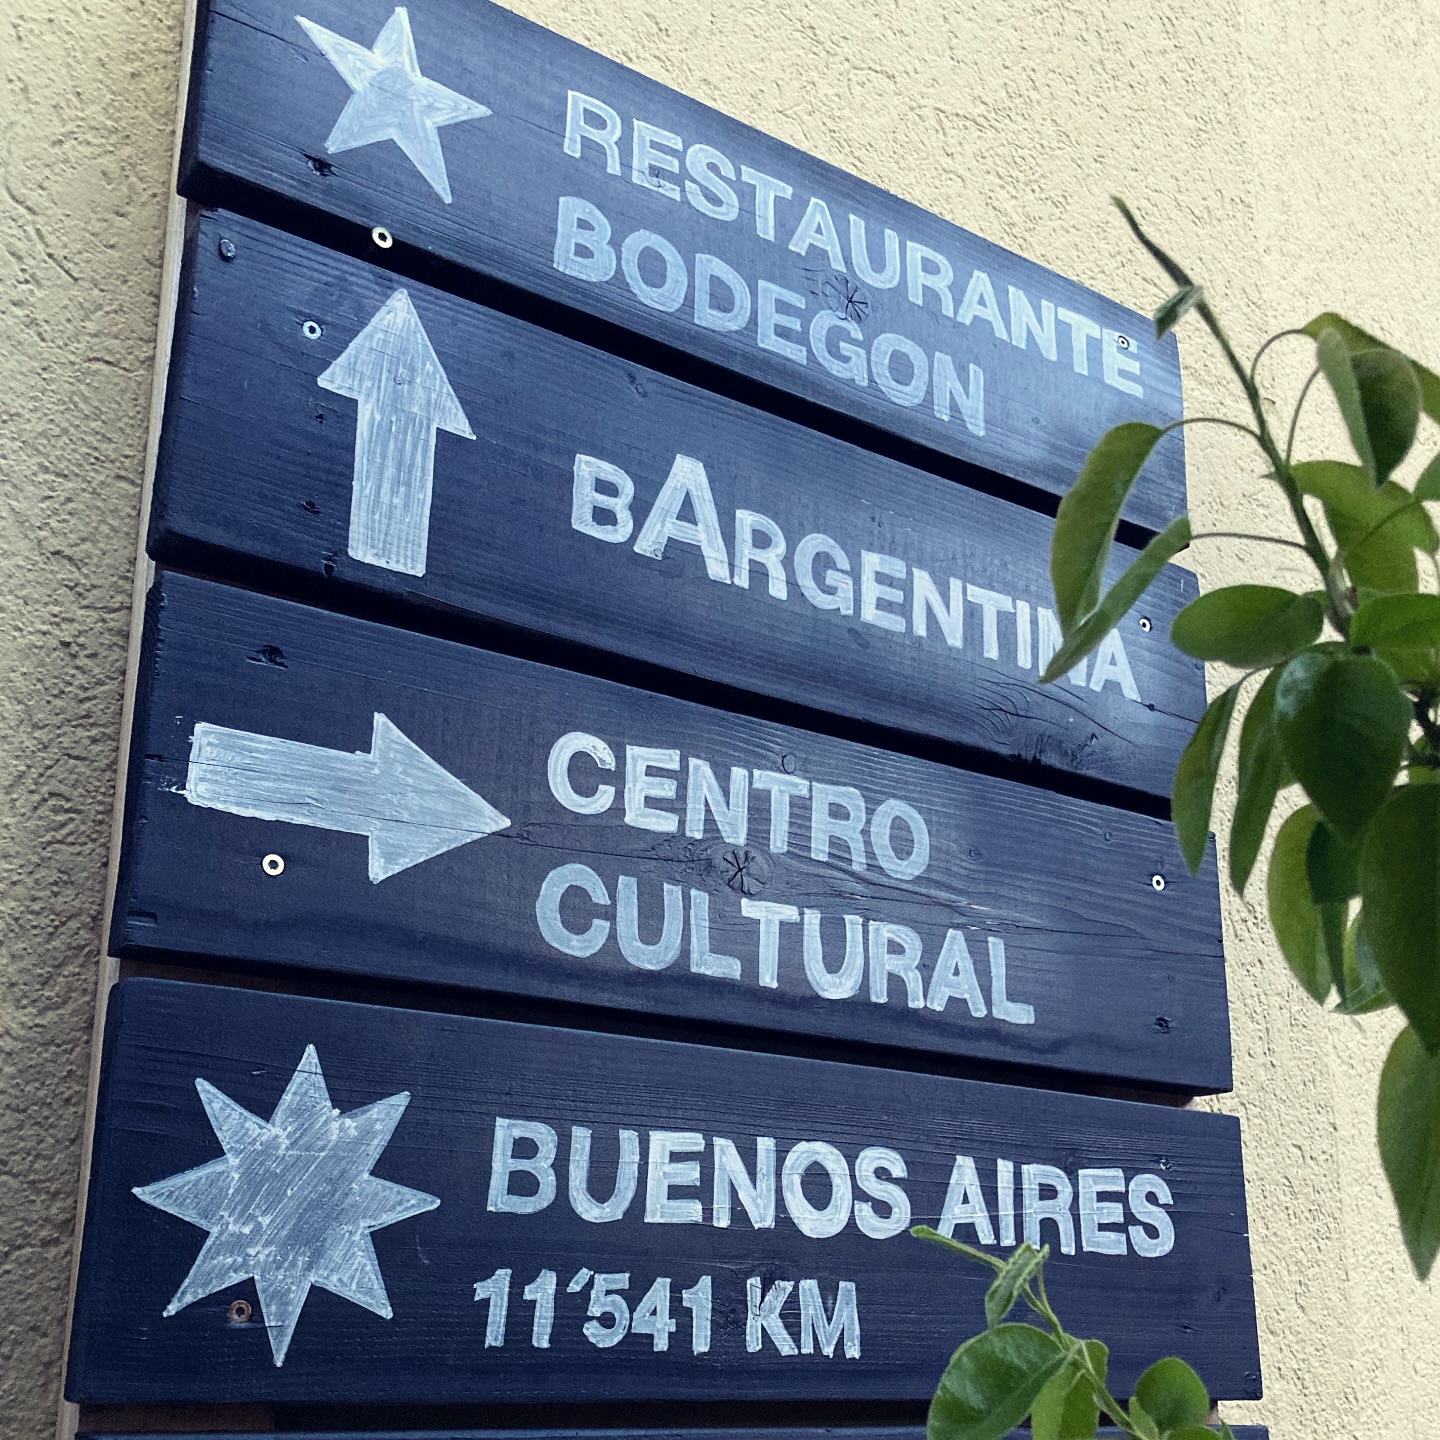 RESTAURANTE
BODEGON
BARGENTINA
CENTRO
CULTURAL
BUENOS AIRES
11'541 KM